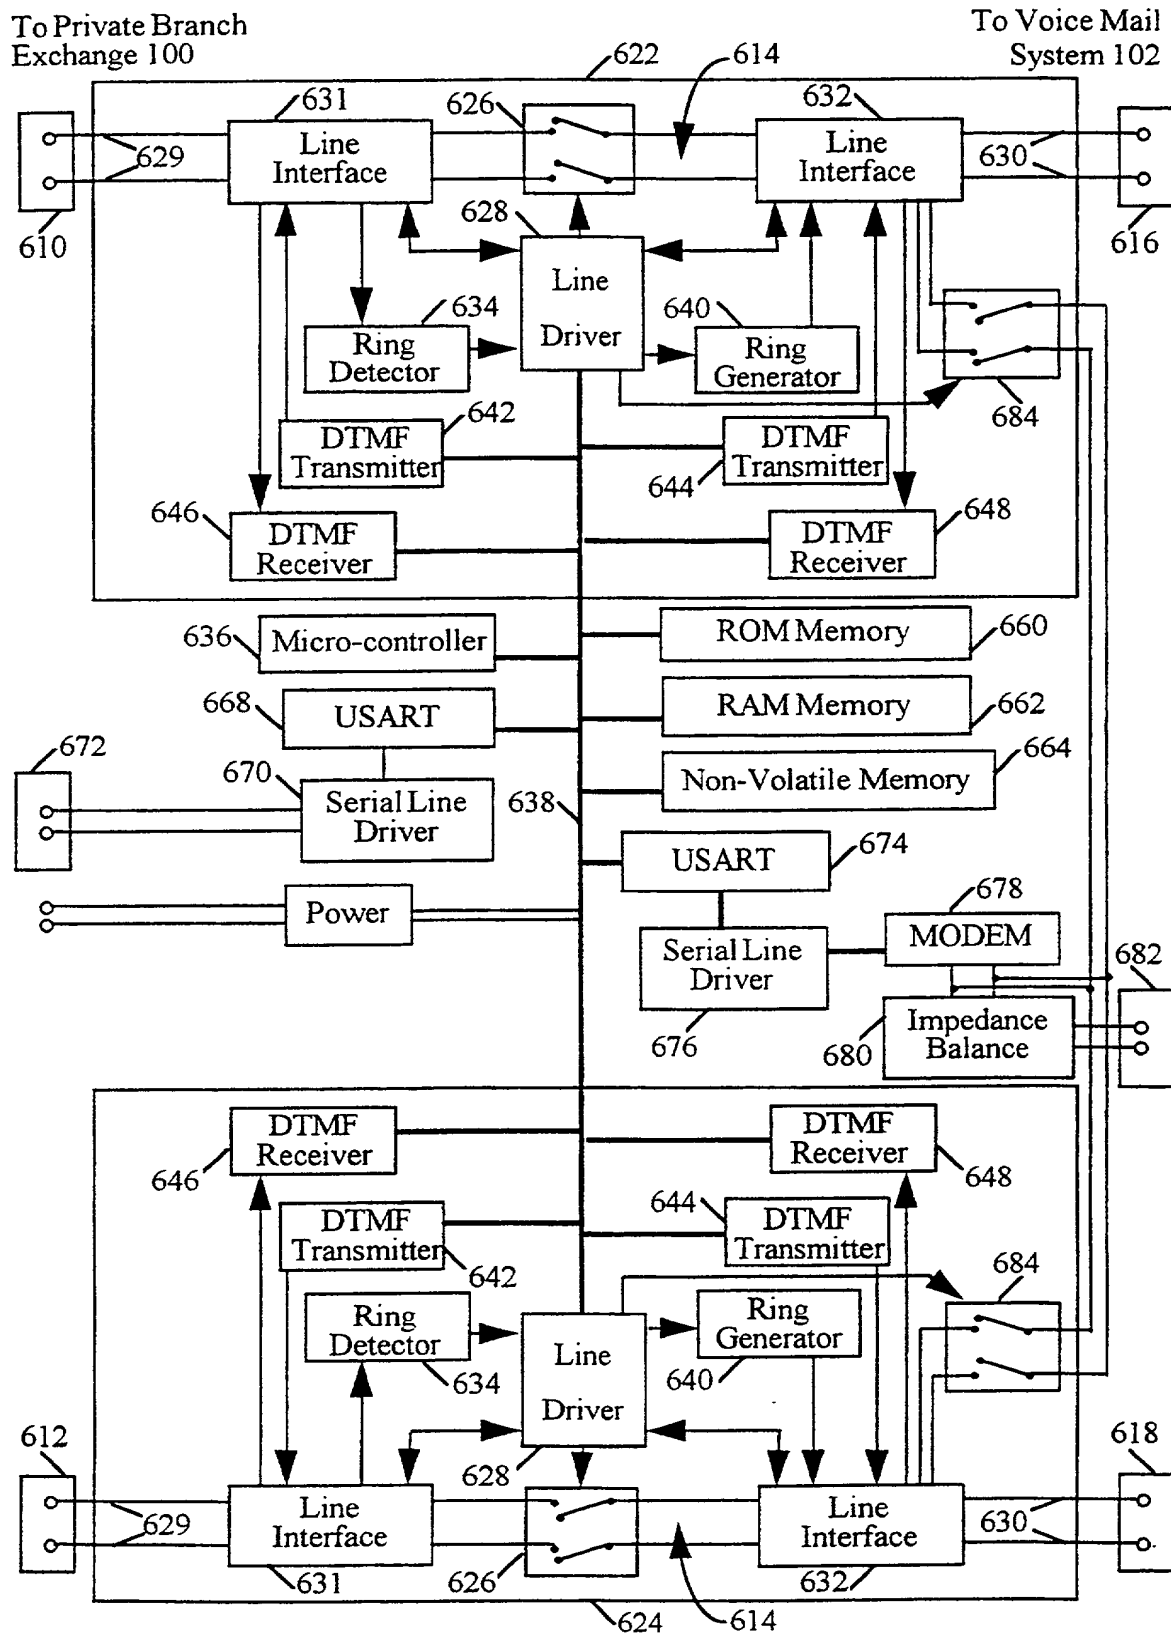 To Private Branch
Exchange 100
To Voice Mail
System 102
622
614
631
626
632
Line
Interface
Line
Interface
629
630
610
616
628
Line
Driver
634
Ring
Detector
640
Ring
Generator
684
642
DTMF
Transmitter
DTMF
Transmitter
644
646
DTMF
Receiver
DTMF
Receiver
648
636
Micro-controller
ROM Memory
660
668
USART
RAM Memory
662
672
670
Serial Line
Driver
Non-Volatile Memory
664
638
USART
674
Power
678
MODEM
Serial Line
Driver
676
682
680
Impedance
Balance
DTMF
Receiver
646
DTMF
Receiver
648
DTMF
Transmitter
642
644
DTMF
Transmitter
684
Ring
Detector
634
Line
Driver
628
Ring
Generator
640
612
618
Line
Interface
Line
Interface
629
630
631
626
632
624
614